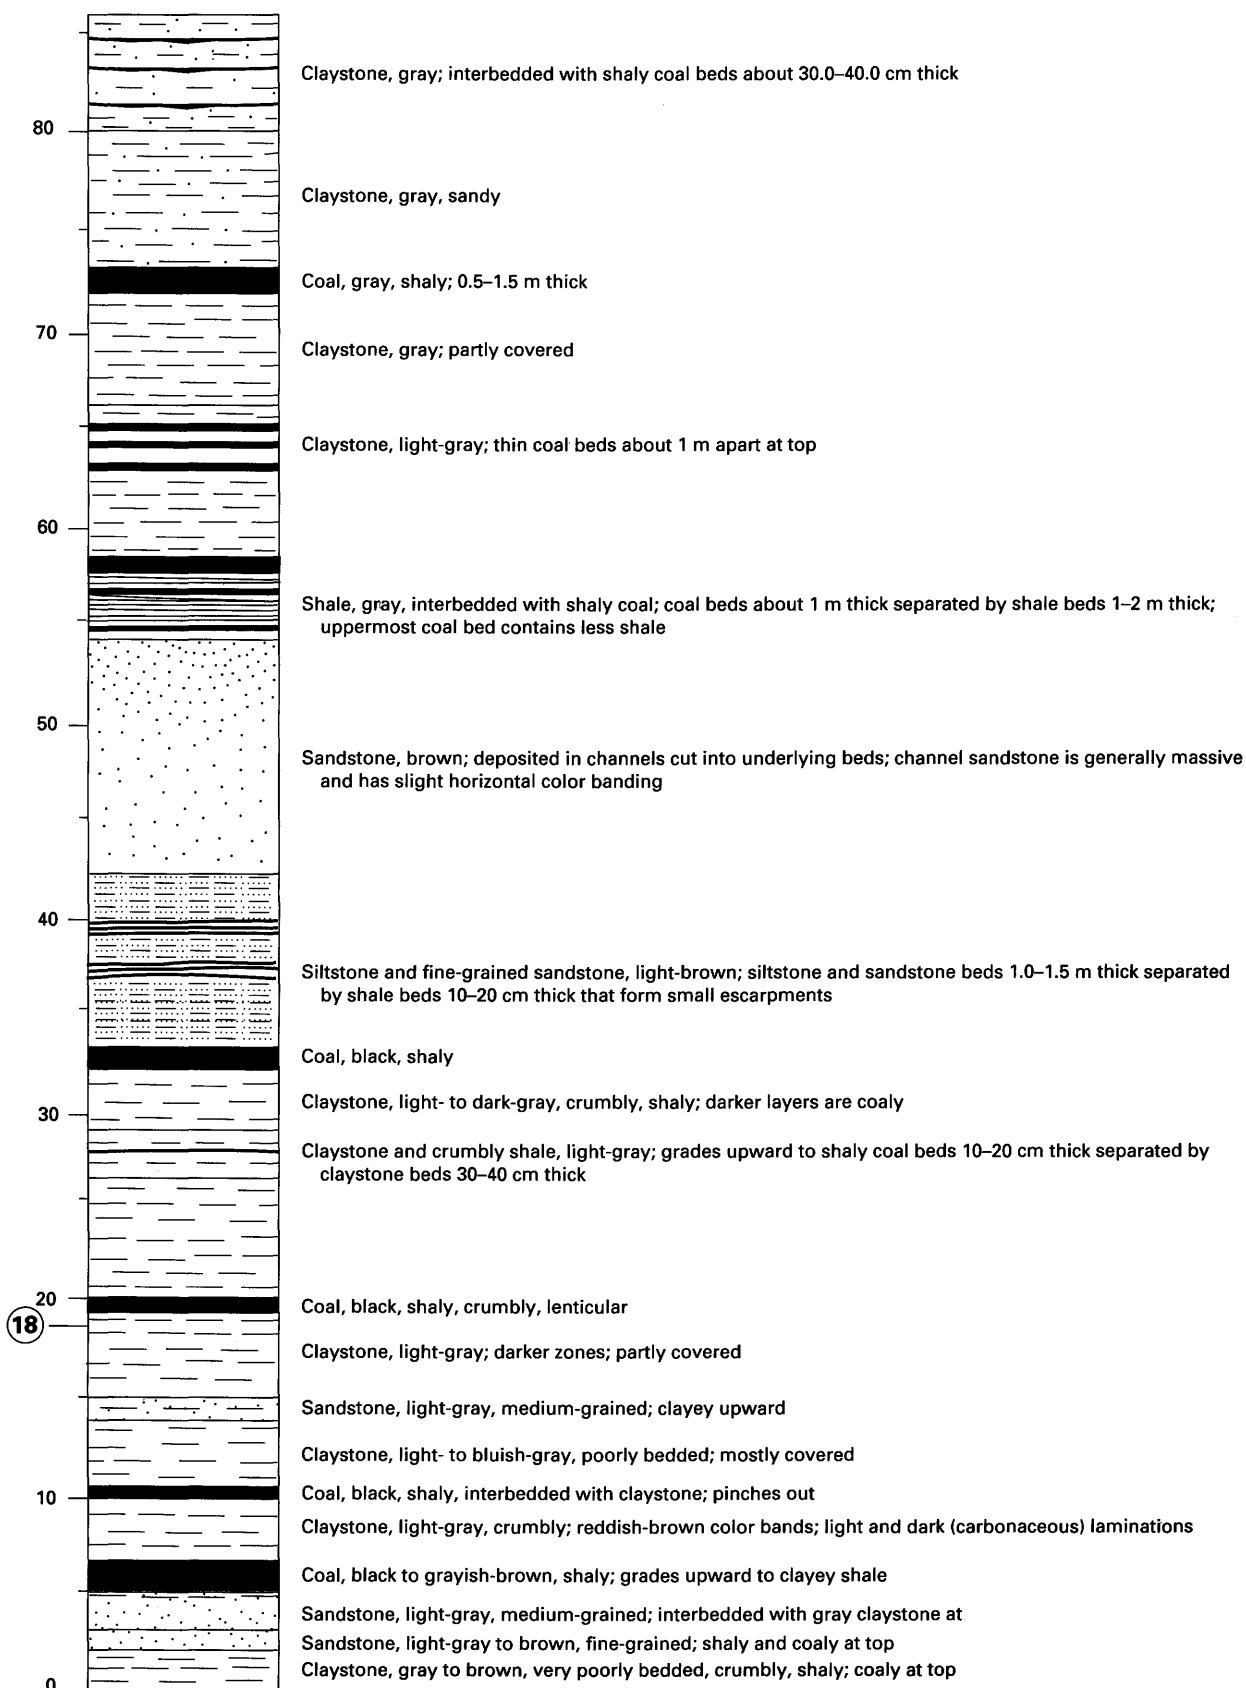 Claystone, gray; interbedded with shaly coal beds about 30.0–40.0 cm thick
80
Claystone, gray, sandy
Coal, gray, shaly; 0.5–1.5 m thick
70
Claystone, gray; partly covered
Claystone, light-gray; thin coal beds about 1 m apart at top
60
Shale, gray, interbedded with shaly coal; coal beds about 1 m thick separated by shale beds 1–2 m thick;
uppermost coal bed contains less shale
50
Sandstone, brown; deposited in channels cut into underlying beds; channel sandstone is generally massive
and has slight horizontal color banding
40
Siltstone and fine-grained sandstone, light-brown; siltstone and sandstone beds 1.0–1.5 m thick separated
by shale beds 10–20 cm thick that form small escarpments
Coal, black, shaly
Claystone, light- to dark-gray, crumbly, shaly; darker layers are coaly
30
Claystone and crumbly shale, light-gray; grades upward to shaly coal beds 10–20 cm thick separated by
claystone beds 30–40 cm thick
20
Coal, black, shaly, crumbly, lenticular
18
Claystone, light-gray; darker zones; partly covered
Sandstone, light-gray, medium-grained; clayey upward
Claystone, light- to bluish-gray, poorly bedded; mostly covered
10
Coal, black, shaly, interbedded with claystone; pinches out
Claystone, light-gray, crumbly; reddish-brown color bands; light and dark (carbonaceous) laminations
Coal, black to grayish-brown, shaly; grades upward to clayey shale
Sandstone, light-gray, medium-grained; interbedded with gray claystone at
Sandstone, light-gray to brown, fine-grained; shaly and coaly at top
Claystone, gray to brown, very poorly bedded, crumbly, shaly; coaly at top
0